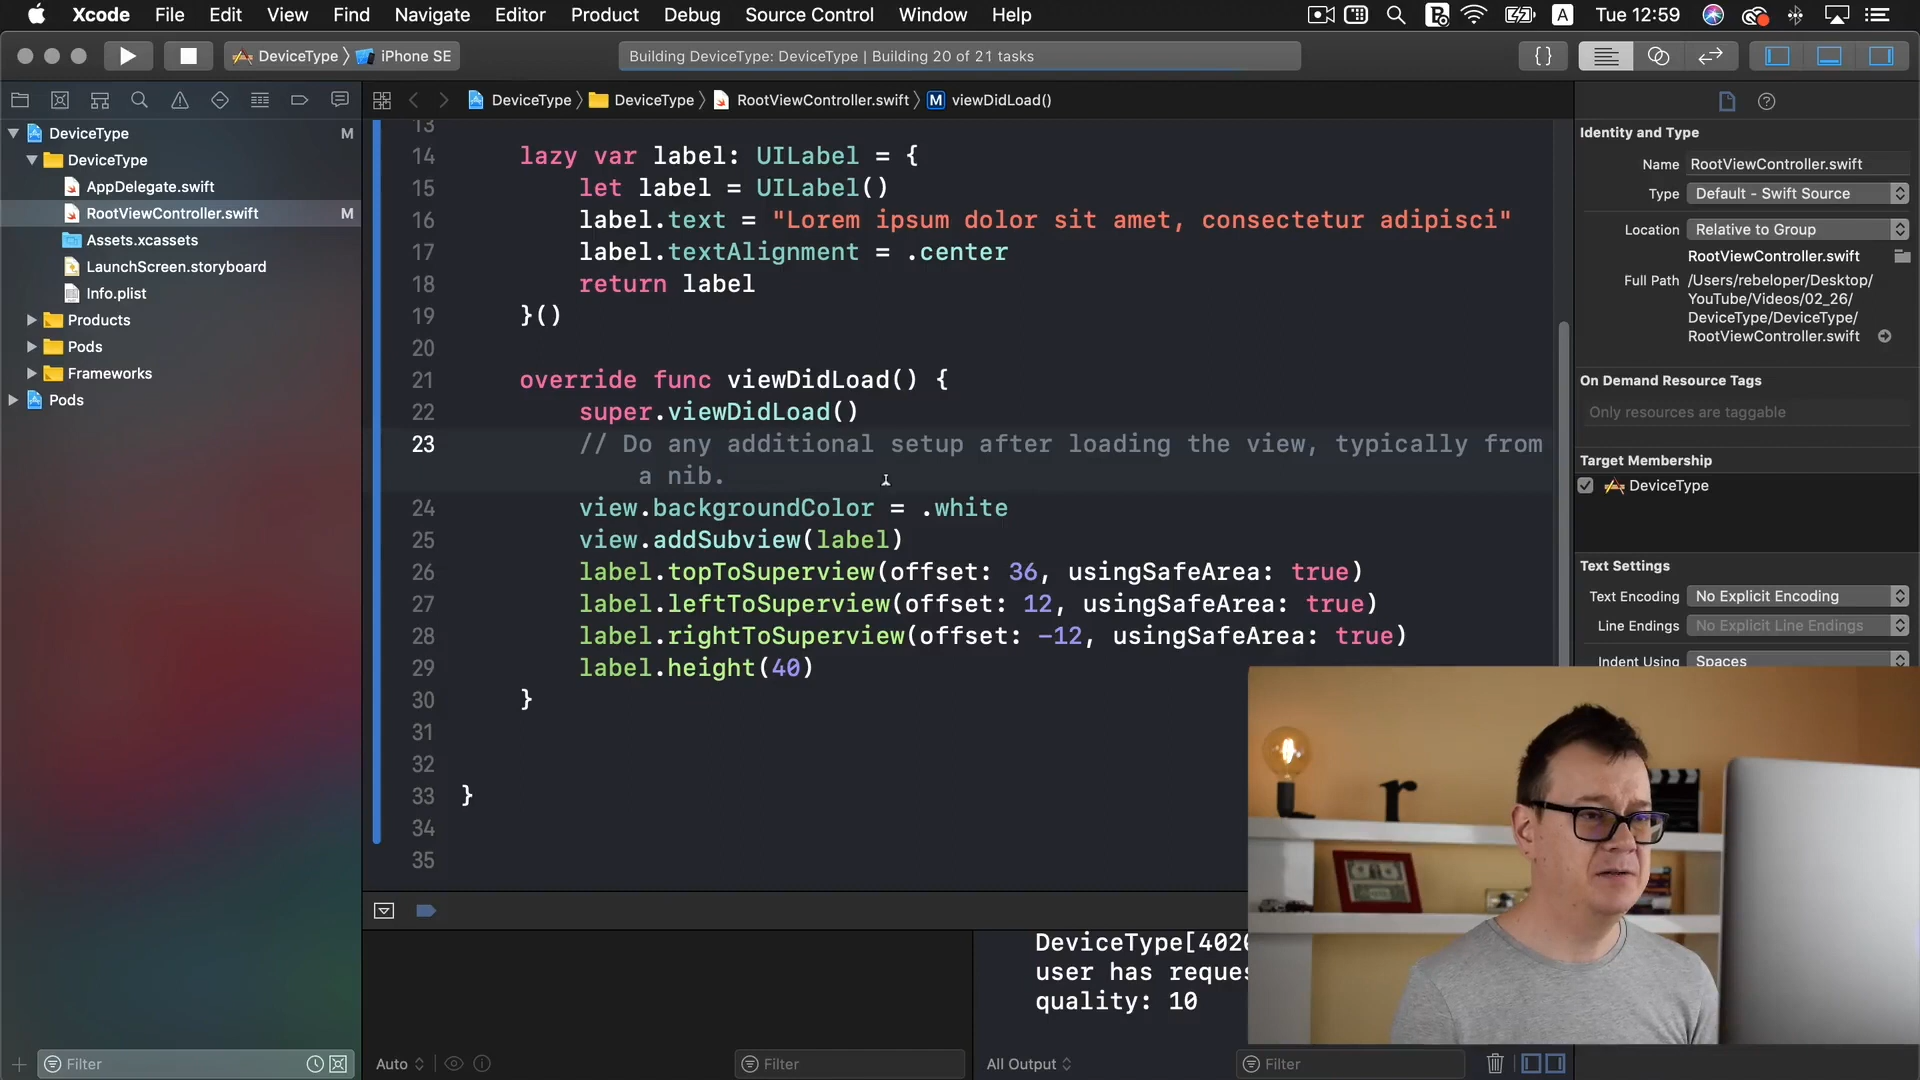 Xcode File Edit View Find Navigate Editor Product Debug Source Control Window Help
A Tue 12:59
DeviceType iPhone SE
Building DeviceType: DeviceType | Building 20 of 21 tasks
{}
DeviceType DeviceType RootViewController.swift M viewDidLoad()
DeviceType M
DeviceType
AppDelegate.swift
RootViewController.swift M
Assets.xcassets
LaunchScreen.storyboard
Info.plist
Products
Pods
Frameworks
Pods
13
14 lazy var label: UILabel = {
15 let label = UILabel()
16 label.text = "Lorem ipsum dolor sit amet, consectetur adipisci"
17 label.textAlignment = .center
18 return label
19 }()
20
21 override func viewDidLoad() {
22 super.viewDidLoad()
23 // Do any additional setup after loading the view, typically from
a nib.
24 view.backgroundColor = .white
25 view.addSubview(label)
26 label.topToSuperview(offset: 36, usingSafeArea: true)
27 label.leftToSuperview(offset: 12, usingSafeArea: true)
28 label.rightToSuperview(offset: -12, usingSafeArea: true)
29 label.height(40)
30 }
31
32
33 }
34
35
Identity and Type
Name RootViewController.swift
Type Default - Swift Source
Location Relative to Group
RootViewController.swift
Full Path /Users/rebeloper/Desktop/
YouTube/Videos/02_26/
DeviceType/DeviceType/
RootViewController.swift
On Demand Resource Tags
Only resources are taggable
Target Membership
DeviceType
Text Settings
Text Encoding No Explicit Encoding
Line Endings No Explicit Line Endings
Indent Using Spaces
DeviceType[402
user has reque
quality: 10
Filter
Auto
Filter
All Output
Filter